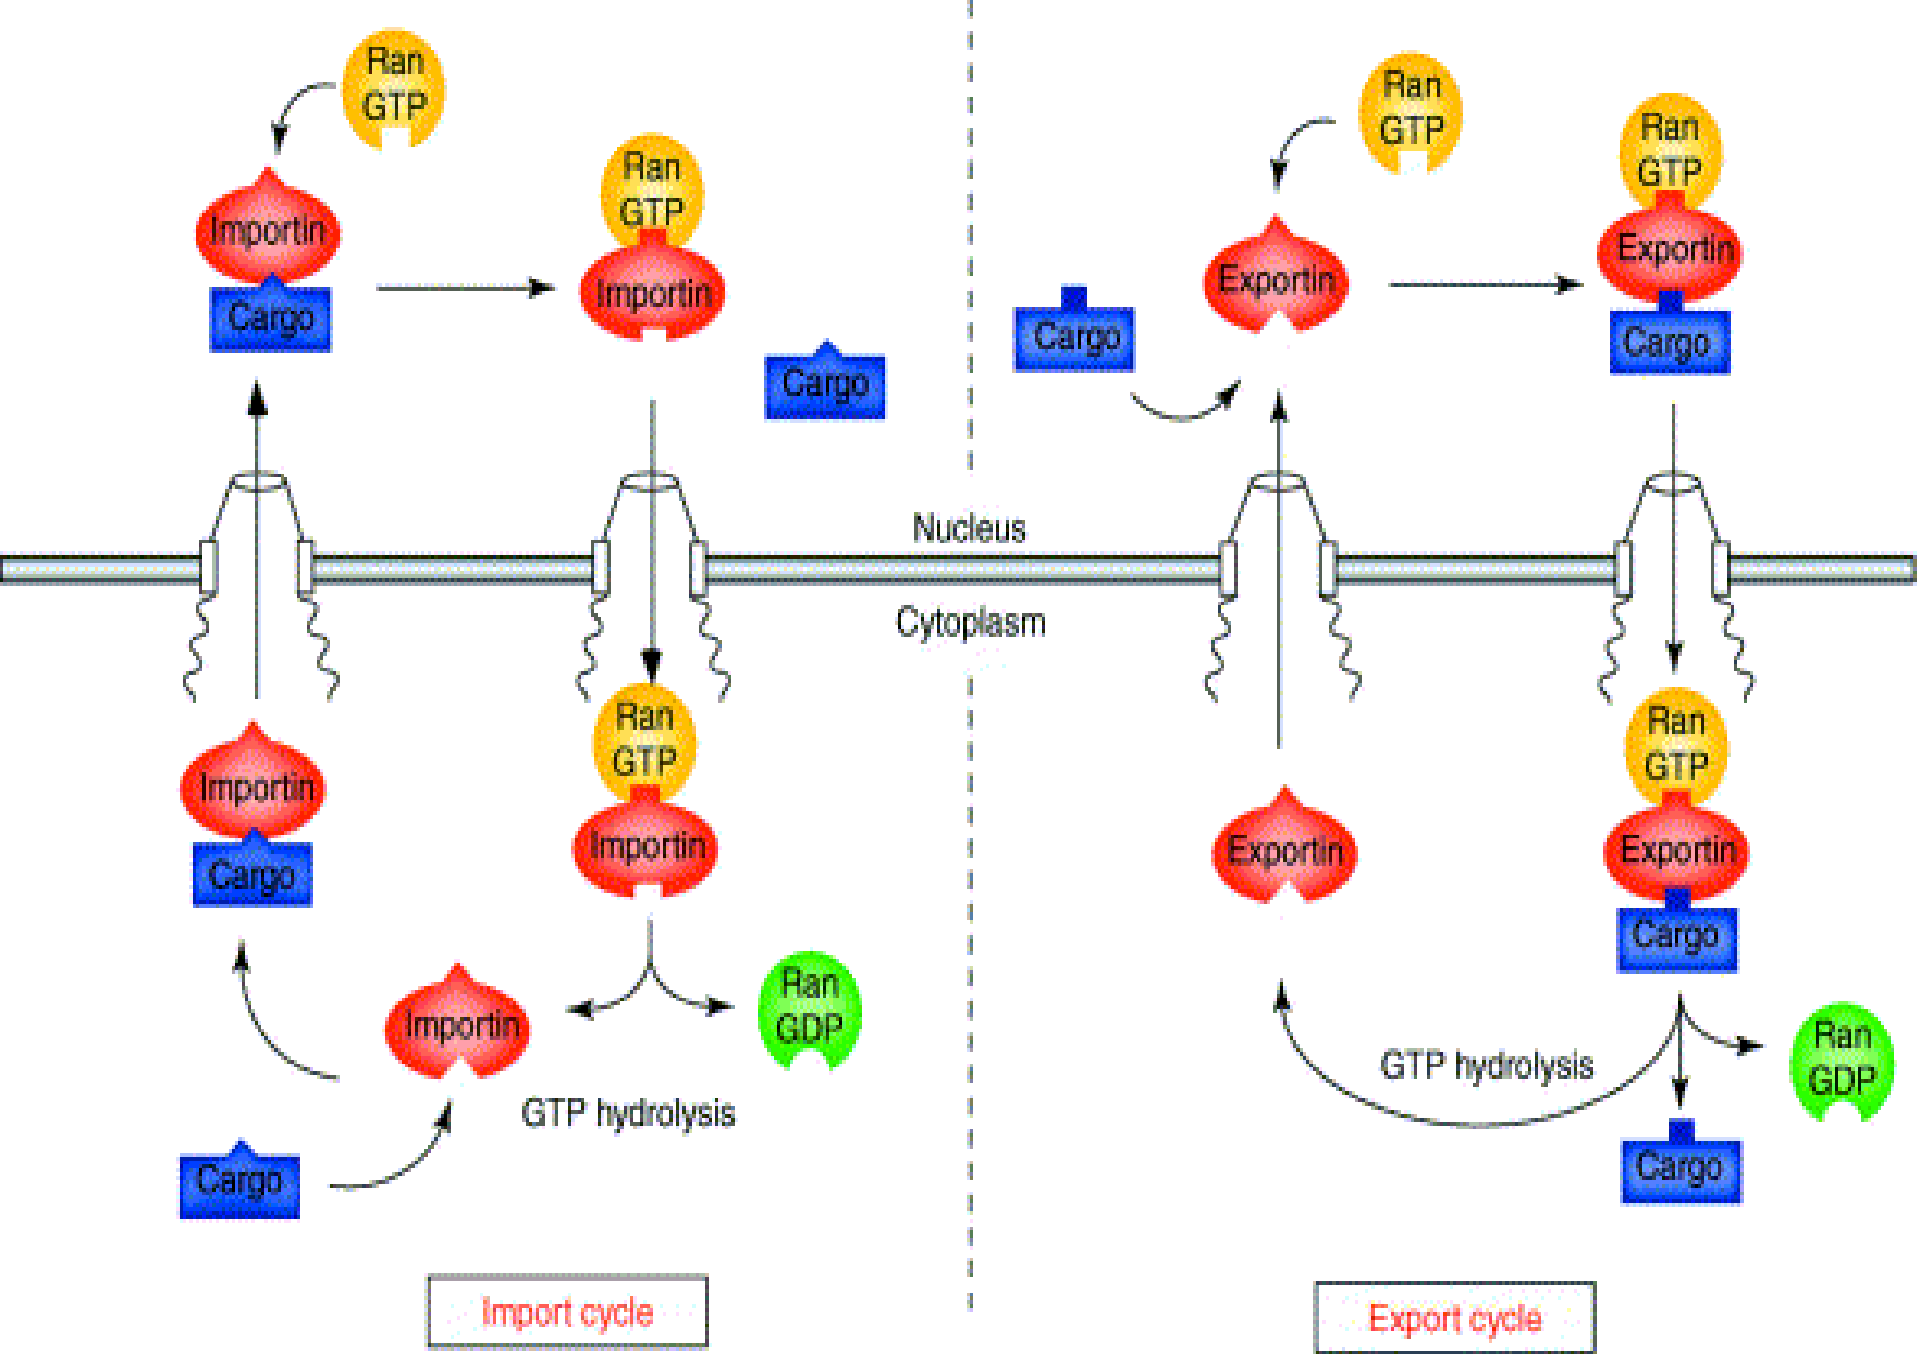 Ran
GTP
Importin
Cargo
Ran
GTP
Importin
Cargo
Importin
Cargo
Ran
GTP
Importin
Importin
Ran
GDP
GTP hydrolysis
Cargo
Import cycle
Nucleus
Cytoplasm
Ran
GTP
Exportin
Cargo
Ran
GTP
Exportin
Cargo
Exportin
Ran
GTP
Exportin
Cargo
GTP hydrolysis
Ran
GDP
Cargo
Export cycle